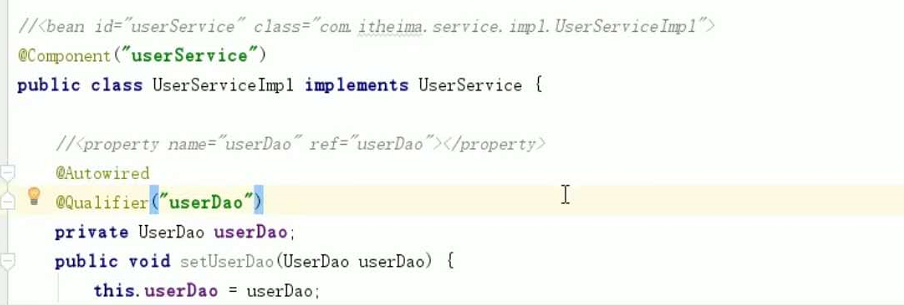 //<bean id="userService" class="com.itheima.service.impl.UserServiceImpl">
@Component("userService")
public class UserServiceImpl implements UserService {
//<property name="userDao" ref="userDao"></property>
@Autowired
@Qualifier("userDao")
private UserDao userDao;
public void setUserDao(UserDao userDao) {
this.userDao = userDao;